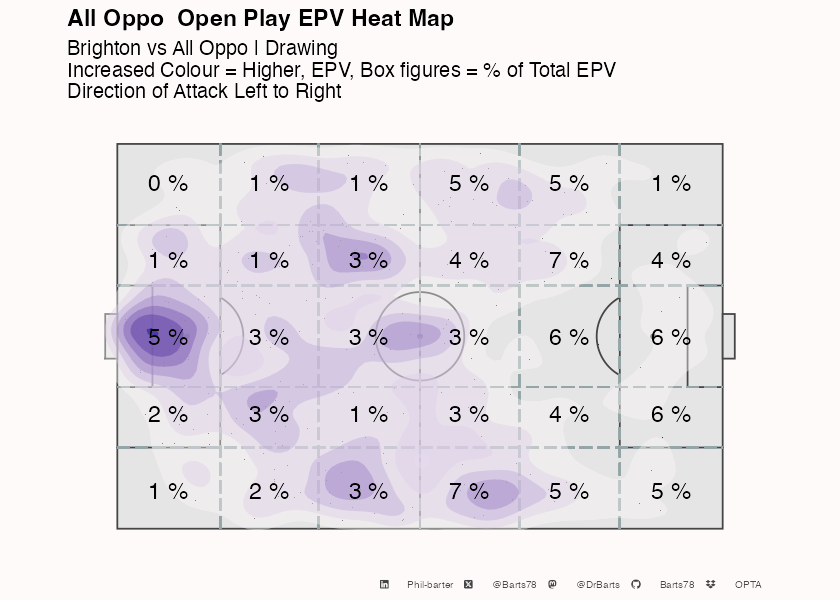 All Oppo  Open Play EPV Heat Map
Brighton vs All Oppo | Drawing
Increased Colour = Higher, EPV, Box figures = % of Total EPV
Direction of Attack Left to Right
0 % 1 % 1 % 5 % 5 % 1 %
1 % 1 % 3 % 4 % 7 % 4 %
5 % 3 % 3 % 3 % 6 % 6 %
2 % 3 % 1 % 3 % 4 % 6 %
1 % 2 % 3 % 7 % 5 % 5 %
Phil-barter @Barts78 @DrBarts Barts78 OPTA